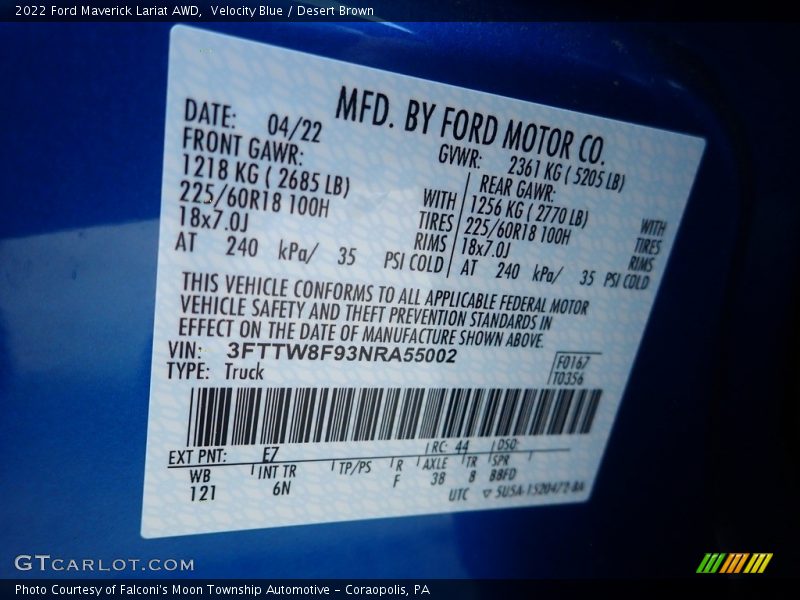 2022 Ford Maverick Lariat AWD, Velocity Blue / Desert Brown
MFD. BY FORD MOTOR CO.
DATE: 04/22
GVWR: 2361 KG ( 5205 LB)
FRONT GAWR:
1218 KG ( 2685 LB)
225/60R18 100H
18x7.0J
WITH
TIRES
RIMS
AT 240 kPa/ 35 PSI COLD
REAR GAWR:
1256 KG ( 2770 LB)
225/60R18 100H
18x7.0J
WITH
TIRES
RIMS
AT 240 kPa/ 35 PSI COLD
THIS VEHICLE CONFORMS TO ALL APPLICABLE FEDERAL MOTOR
VEHICLE SAFETY AND THEFT PREVENTION STANDARDS IN
EFFECT ON THE DATE OF MANUFACTURE SHOWN ABOVE.
VIN: 3FTTW8F93NRA55002
TYPE: Truck
F0167
T0356
EXT PNT: E7 RC: 44 DSO:
WB INT TR TP/PS R AXLE TR SPR
121 6N F 38 8 BBFD
UTC
GTCARLOT.COM
Photo Courtesy of Falconi's Moon Township Automotive - Coraopolis, PA